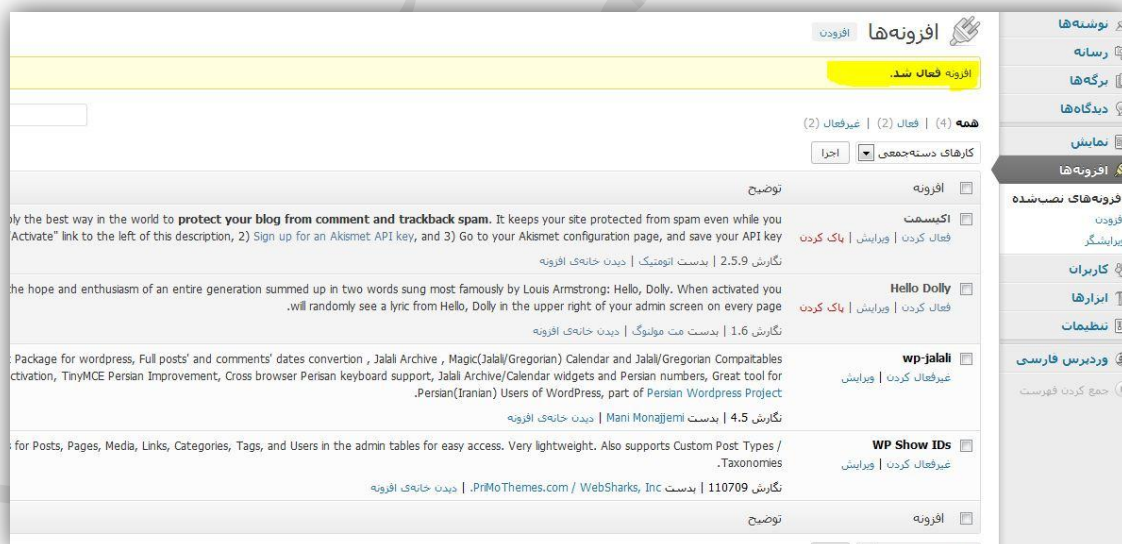 نوشته‌ها
رسانه
برگه‌ها
دیدگاه‌ها
نمایش
افزونه‌ها
افزونه‌های نصب‌شده
افزودن
ویرایشگر
کاربران
ابزارها
تنظیمات
وردپرس فارسی
جمع کردن فهرست
افزونه‌ها افزودن
افزونه فعال شد.
همه (4) | فعال (2) | غیرفعال (2)
کارهای دسته‌جمعی اجرا
افزونه توضیح
اکیسمت
فعال کردن | ویرایش | پاک کردن
the best way in the world to protect your blog from comment and trackback spam. It keeps your site protected from spam even while you
"Activate" link to the left of this description, 2) Sign up for an Akismet API key, and 3) Go to your Akismet configuration page, and save your API key
نگارش 2.5.9 | بدست اتوமتیک | دیدن خانه‌ی افزونه
Hello Dolly
فعال کردن | ویرایش | پاک کردن
the hope and enthusiasm of an entire generation summed up in two words sung most famously by Louis Armstrong: Hello, Dolly. When activated you
.will randomly see a lyric from Hello, Dolly in the upper right of your admin screen on every page
نگارش 1.6 | بدست مت مولنوگ | دیدن خانه‌ی افزونه
wp-jalali
غیرفعال کردن | ویرایش
Package for wordpress, Full posts' and comments' dates convertion , Jalali Archive , Magic(Jalali/Gregorian) Calendar and Jalali/Gregorian Compaitables
TinyMCE Persian Improvement, Cross browser Perisan keyboard support, Jalali Archive/Calendar widgets and Persian numbers, Great tool for
.Persian(Iranian) Users of WordPress, part of Persian Wordpress Project
نگارش 4.5 | بدست Mani Monajjemi | دیدن خانه‌ی افزونه
WP Show IDs
غیرفعال کردن | ویرایش
for Posts, Pages, Media, Links, Categories, Tags, and Users in the admin tables for easy access. Very lightweight. Also supports Custom Post Types /
.Taxonomies
نگارش 110709 | بدست PriMoThemes.com / WebSharks, Inc. | دیدن خانه‌ی افزونه
افزونه توضیح